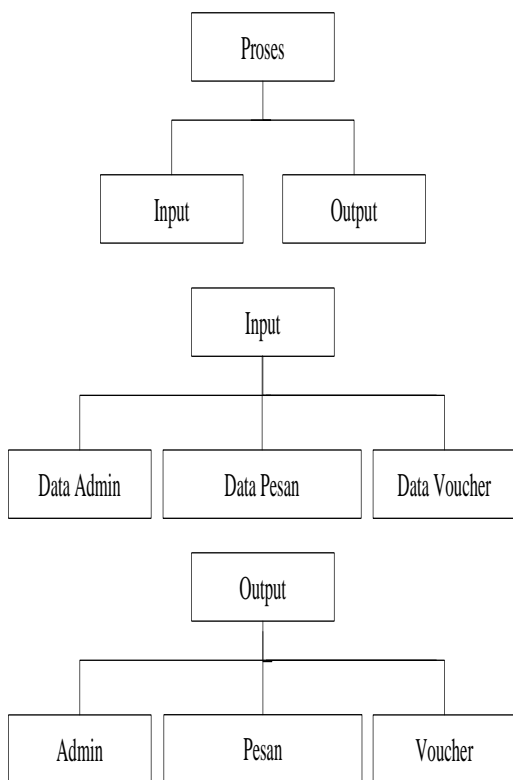 Proses
Input
Output
Input
Data Admin
Data Pesan
Data Voucher
Output
Admin
Pesan
Voucher